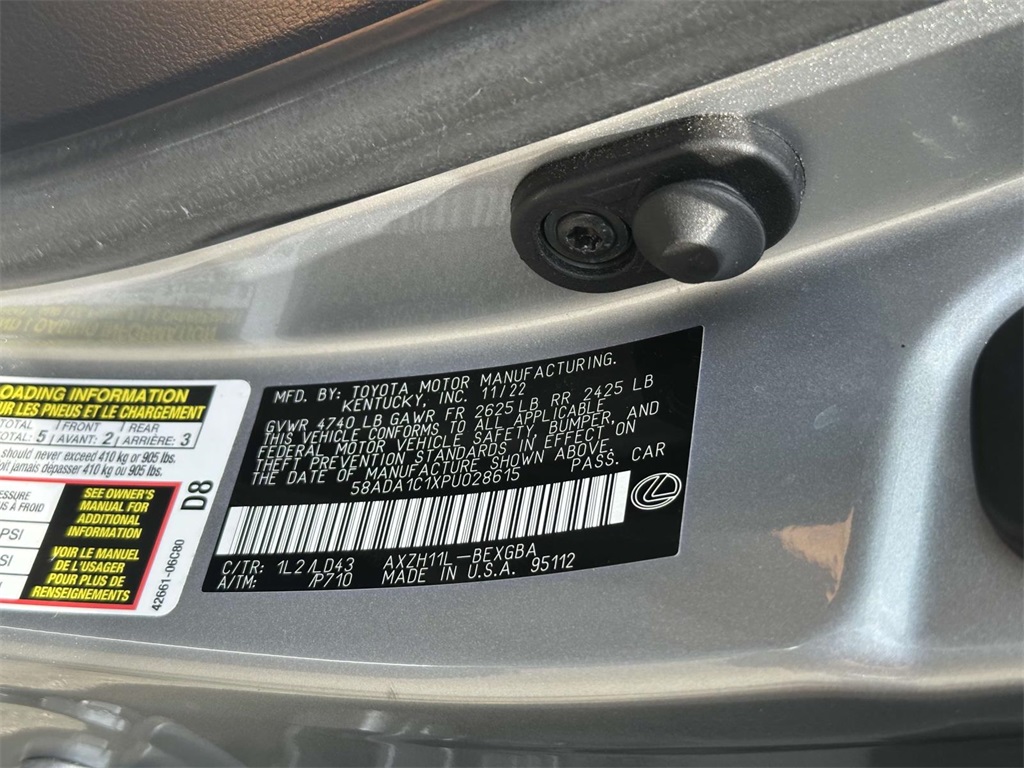 OADING INFORMATION
UR LES PNEUS ET LE CHARGEMENT
TOTAL FRONT REAR
TOTAL: 5 AVANT: 2 ARRIÈRE: 3
should never exceed 410 kg or 905 lbs.
oit jamais dépasser 410 kg ou 905 lbs.
SEE OWNER'S
MANUAL FOR
ADDITIONAL
INFORMATION
VOIR LE MANUEL
DE L'USAGER
POUR PLUS DE
RENSEIGNEMENTS
À FROID
PSI
D8
42661-06C80
MFD. BY: TOYOTA MOTOR MANUFACTURING.
KENTUCKY, INC. 11/22
GVWR 4740 LB GAWR FR 2625 LB RR 2425 LB
THIS VEHICLE CONFORMS TO ALL APPLICABLE
FEDERAL MOTOR VEHICLE SAFETY, BUMPER, AND
THEFT PREVENTION STANDARDS IN EFFECT ON
THE DATE OF MANUFACTURE SHOWN ABOVE.
58ADA1C1XPU028615 PASS. CAR
C/TR: 1L2/LD43 AXZH11L-BEXGBA
A/TM: /P710 MADE IN U.S.A. 95112